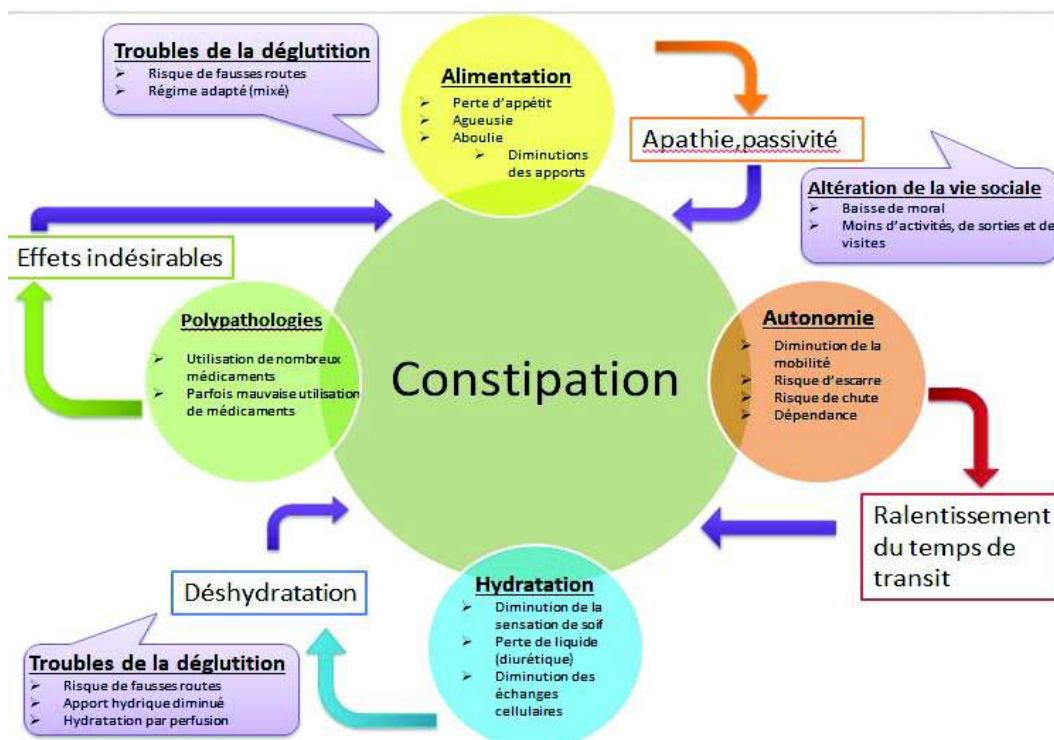 Troubles de la déglutition
➢ Risque de fausses routes
➢ Régime adapté (mixé)
Alimentation
➢ Perte d'appétit
➢ Agueusie
➢ Aboulie
➢ Diminutions
des apports
Apathie,passivité
Altération de la vie sociale
➢ Baisse de moral
➢ Moins d'activités, de sorties et de
visites
Effets indésirables
Polypathologies
➢ Utilisation de nombreux
médicaments
➢ Parfois mauvaise utilisation
de médicaments
Constipation
Autonomie
➢ Diminution de la
mobilité
➢ Risque d'escarre
➢ Risque de chute
➢ Dépendance
Ralentissement
du temps de
transit
Déshydratation
Hydratation
➢ Diminution de la
sensation de soif
➢ Perte de liquide
(diurétique)
➢ Diminution des
échanges
cellulaires
Troubles de la déglutition
➢ Risque de fausses routes
➢ Apport hydrique diminué
➢ Hydratation par perfusion